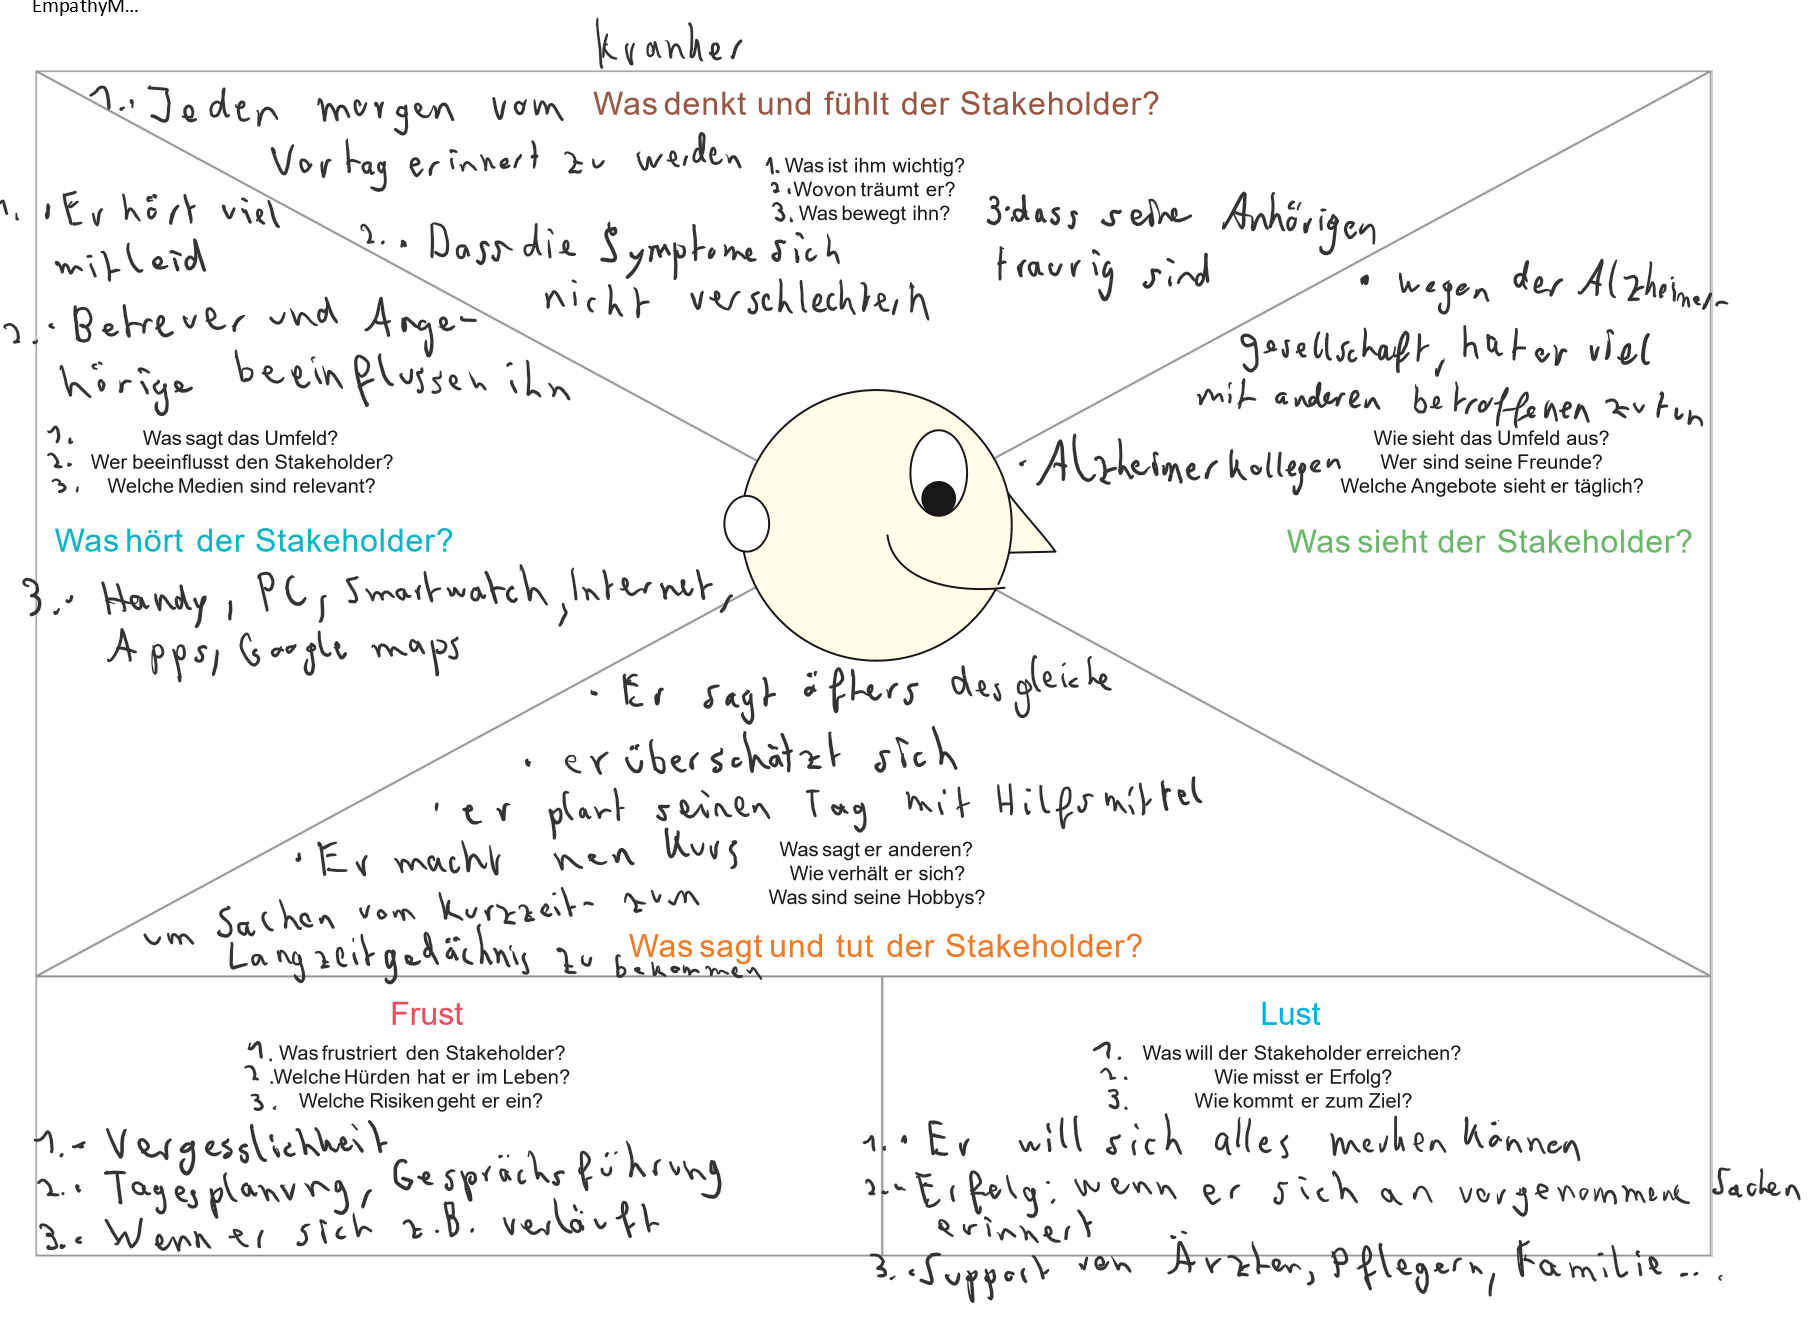 EmpathyM...
Kranker
1. · Jeden morgen vom
Vortag erinnert zu werden
Was denkt und fühlt der Stakeholder?
1. Was ist ihm wichtig?
2. Wovon träumt er?
3. Was bewegt ihn?
2. · Dass die Symptome sich
nicht verschlechtern
3. dass seine Anhörigen
traurig sind
1. · Er hört viel
mitleid
2. · Betreuer und Ange-
hörige beeinflussen ihn
1. Was sagt das Umfeld?
2. Wer beeinflusst den Stakeholder?
3. Welche Medien sind relevant?
Was hört der Stakeholder?
3. · Handy, PC, Smartwatch, Internet,
Apps, Google maps
· wegen der Alzheimer-
gesellschaft, hat er viel
mit anderen betroffenen zu tun
· Alzheimerkollegen
Wie sieht das Umfeld aus?
Wer sind seine Freunde?
Welche Angebote sieht er täglich?
Was sieht der Stakeholder?
· Er sagt öfters des gleiche
· er überschätzt sich
· er plant seinen Tag mit Hilfsmittel
· Er macht nen Kurs
um Sachen vom Kurzzeit- zum
Langzeitgedächnis zu bekommen
Was sagt er anderen?
Wie verhält er sich?
Was sind seine Hobbys?
Was sagt und tut der Stakeholder?
Frust
1. Was frustriert den Stakeholder?
2. Welche Hürden hat er im Leben?
3. Welche Risiken geht er ein?
1. - Vergesslichkeit
2. · Tagesplanung, Gesprächsführung
3. · Wenn er sich z.B. verläuft
Lust
1. Was will der Stakeholder erreichen?
2. Wie misst er Erfolg?
3. Wie kommt er zum Ziel?
1. · Er will sich alles merken können
2. - Erfolg: wenn er sich an vorgenommene Sachen
erinnert
3. · Support von Ärzten, Pflegern, Familie...